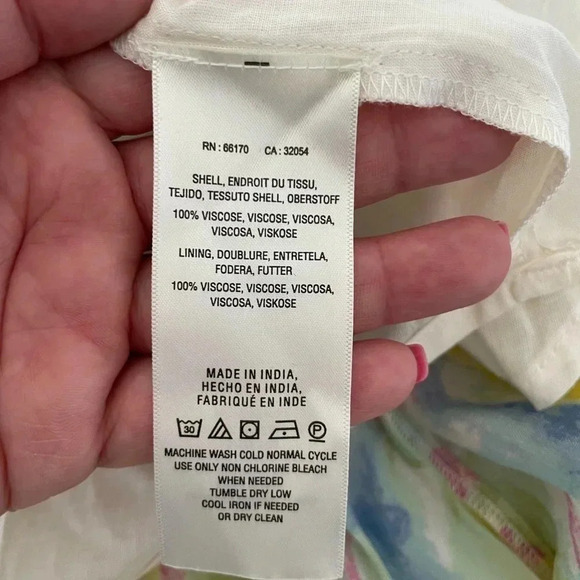 RN : 66170 CA : 32054
SHELL, ENDROIT DU TISSU,
TEJIDO, TESSUTO SHELL, OBERSTOFF
100% VISCOSE, VISCOSE, VISCOSA,
VISCOSA, VISKOSE
LINING, DOUBLURE, ENTRETELA,
FODERA, FUTTER
100% VISCOSE, VISCOSE, VISCOSA,
VISCOSA, VISKOSE
MADE IN INDIA,
HECHO EN INDIA,
FABRIQUÉ EN INDE
30 P
MACHINE WASH COLD NORMAL CYCLE
USE ONLY NON CHLORINE BLEACH
WHEN NEEDED
TUMBLE DRY LOW
COOL IRON IF NEEDED
OR DRY CLEAN